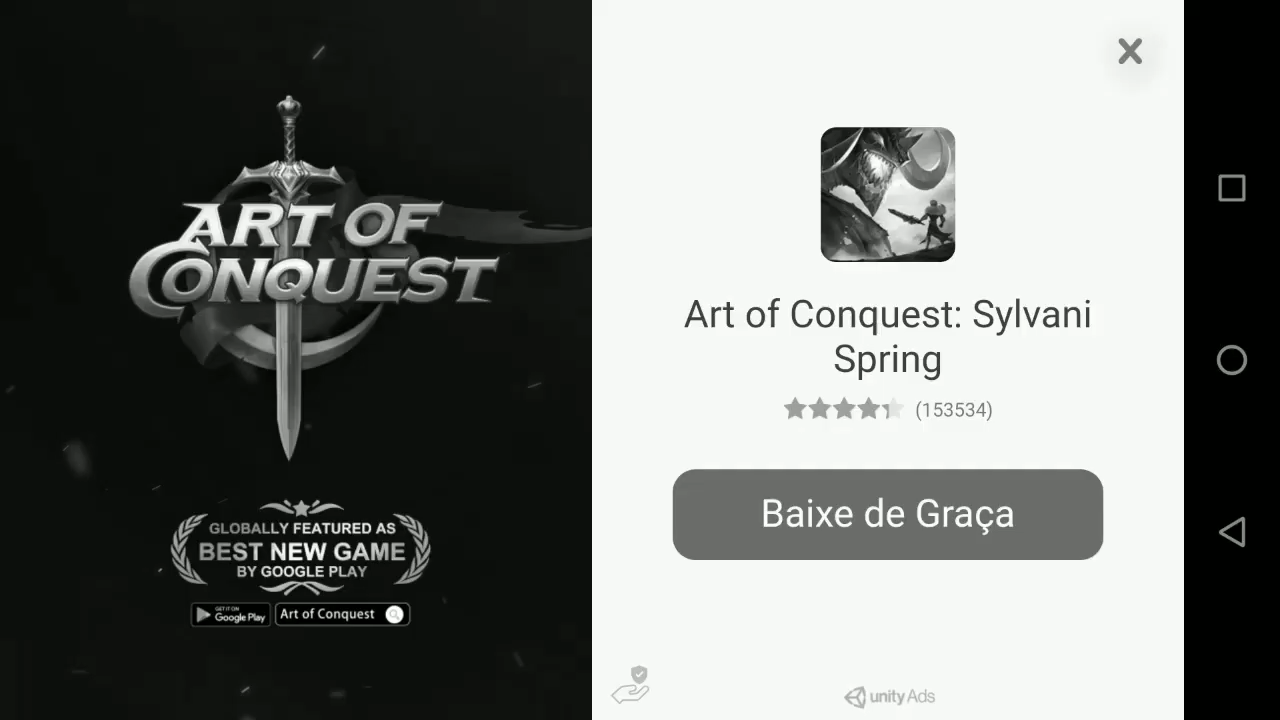 ART OF
CONQUEST
GLOBALLY FEATURED AS
BEST NEW GAME
BY GOOGLE PLAY
GET IT ON
Google Play
Art of Conquest
Art of Conquest: Sylvani
Spring
(153534)
Baixe de Graça
unity Ads